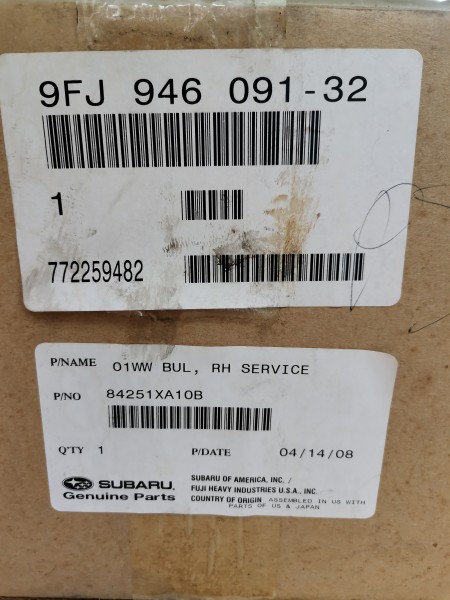 9FJ 946 091-32
1
772259482
P/NAME 01WW BUL, RH SERVICE
P/NO 84251XA10B
Q'TY 1 P/DATE 04/14/08
SUBARU.
Genuine Parts
SUBARU OF AMERICA, INC. /
FUJI HEAVY INDUSTRIES U.S.A., INC.
COUNTRY OF ORIGIN ASSEMBLED IN US WITH
PARTS OF US & JAPAN